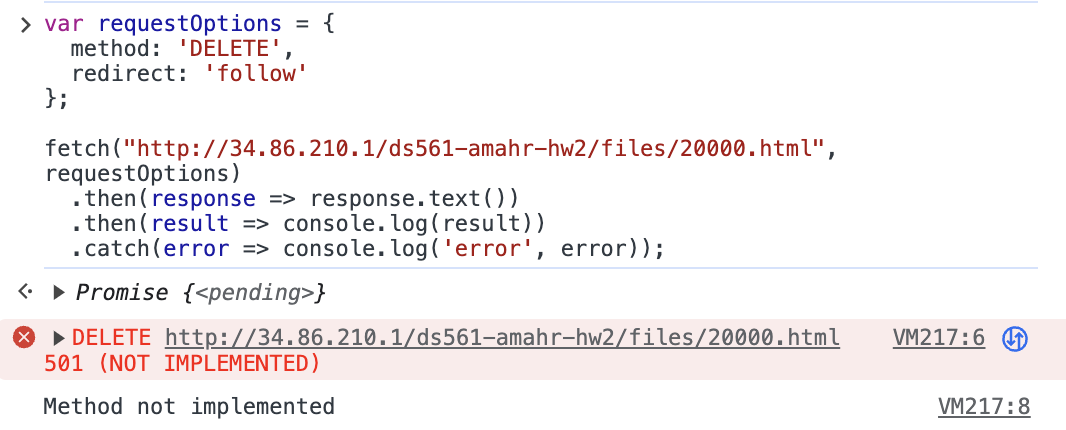 var requestOptions = {
  method: 'DELETE',
  redirect: 'follow'
};
fetch("http://34.86.210.1/ds561-amahr-hw2/files/20000.html",
requestOptions)
  .then(response => response.text())
  .then(result => console.log(result))
  .catch(error => console.log('error', error));
Promise {<pending>}
DELETE http://34.86.210.1/ds561-amahr-hw2/files/20000.html VM217:6
501 (NOT IMPLEMENTED)
Method not implemented VM217:8